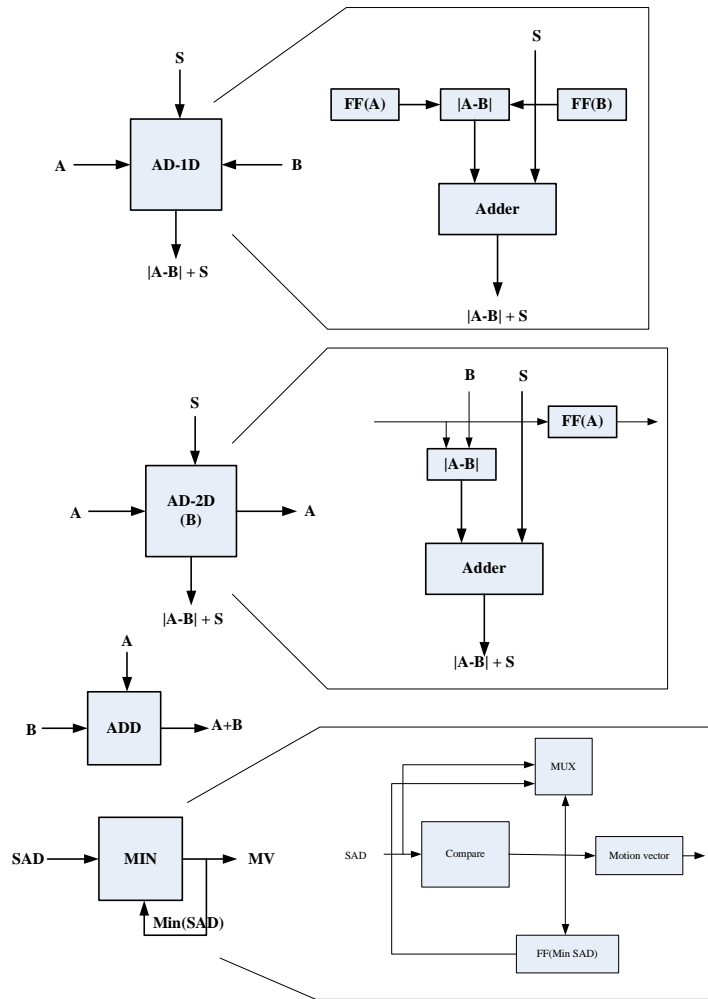 S
A
AD-1D
B
|A-B| + S
S
FF(A)
|A-B|
FF(B)
Adder
|A-B| + S
S
A
AD-2D
(B)
A
|A-B| + S
B
S
FF(A)
|A-B|
Adder
|A-B| + S
A
B
ADD
A+B
SAD
MIN
MV
Min(SAD)
MUX
SAD
Compare
Motion vector
FF(Min SAD)